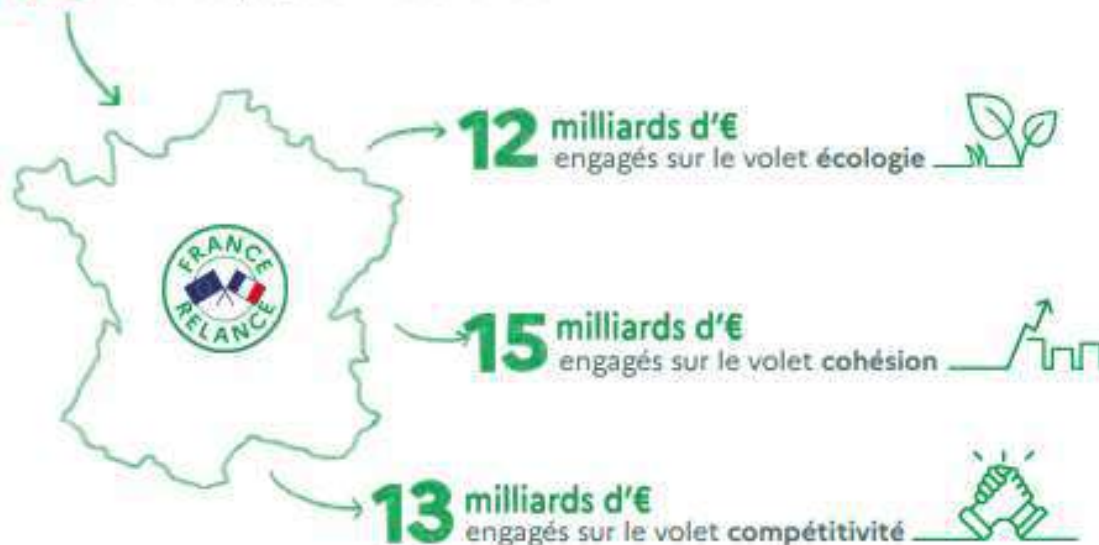 12 milliards d'€
engagés sur le volet écologie
FRANCE
RELANCE
15 milliards d'€
engagés sur le volet cohésion
13 milliards d'€
engagés sur le volet compétitivité